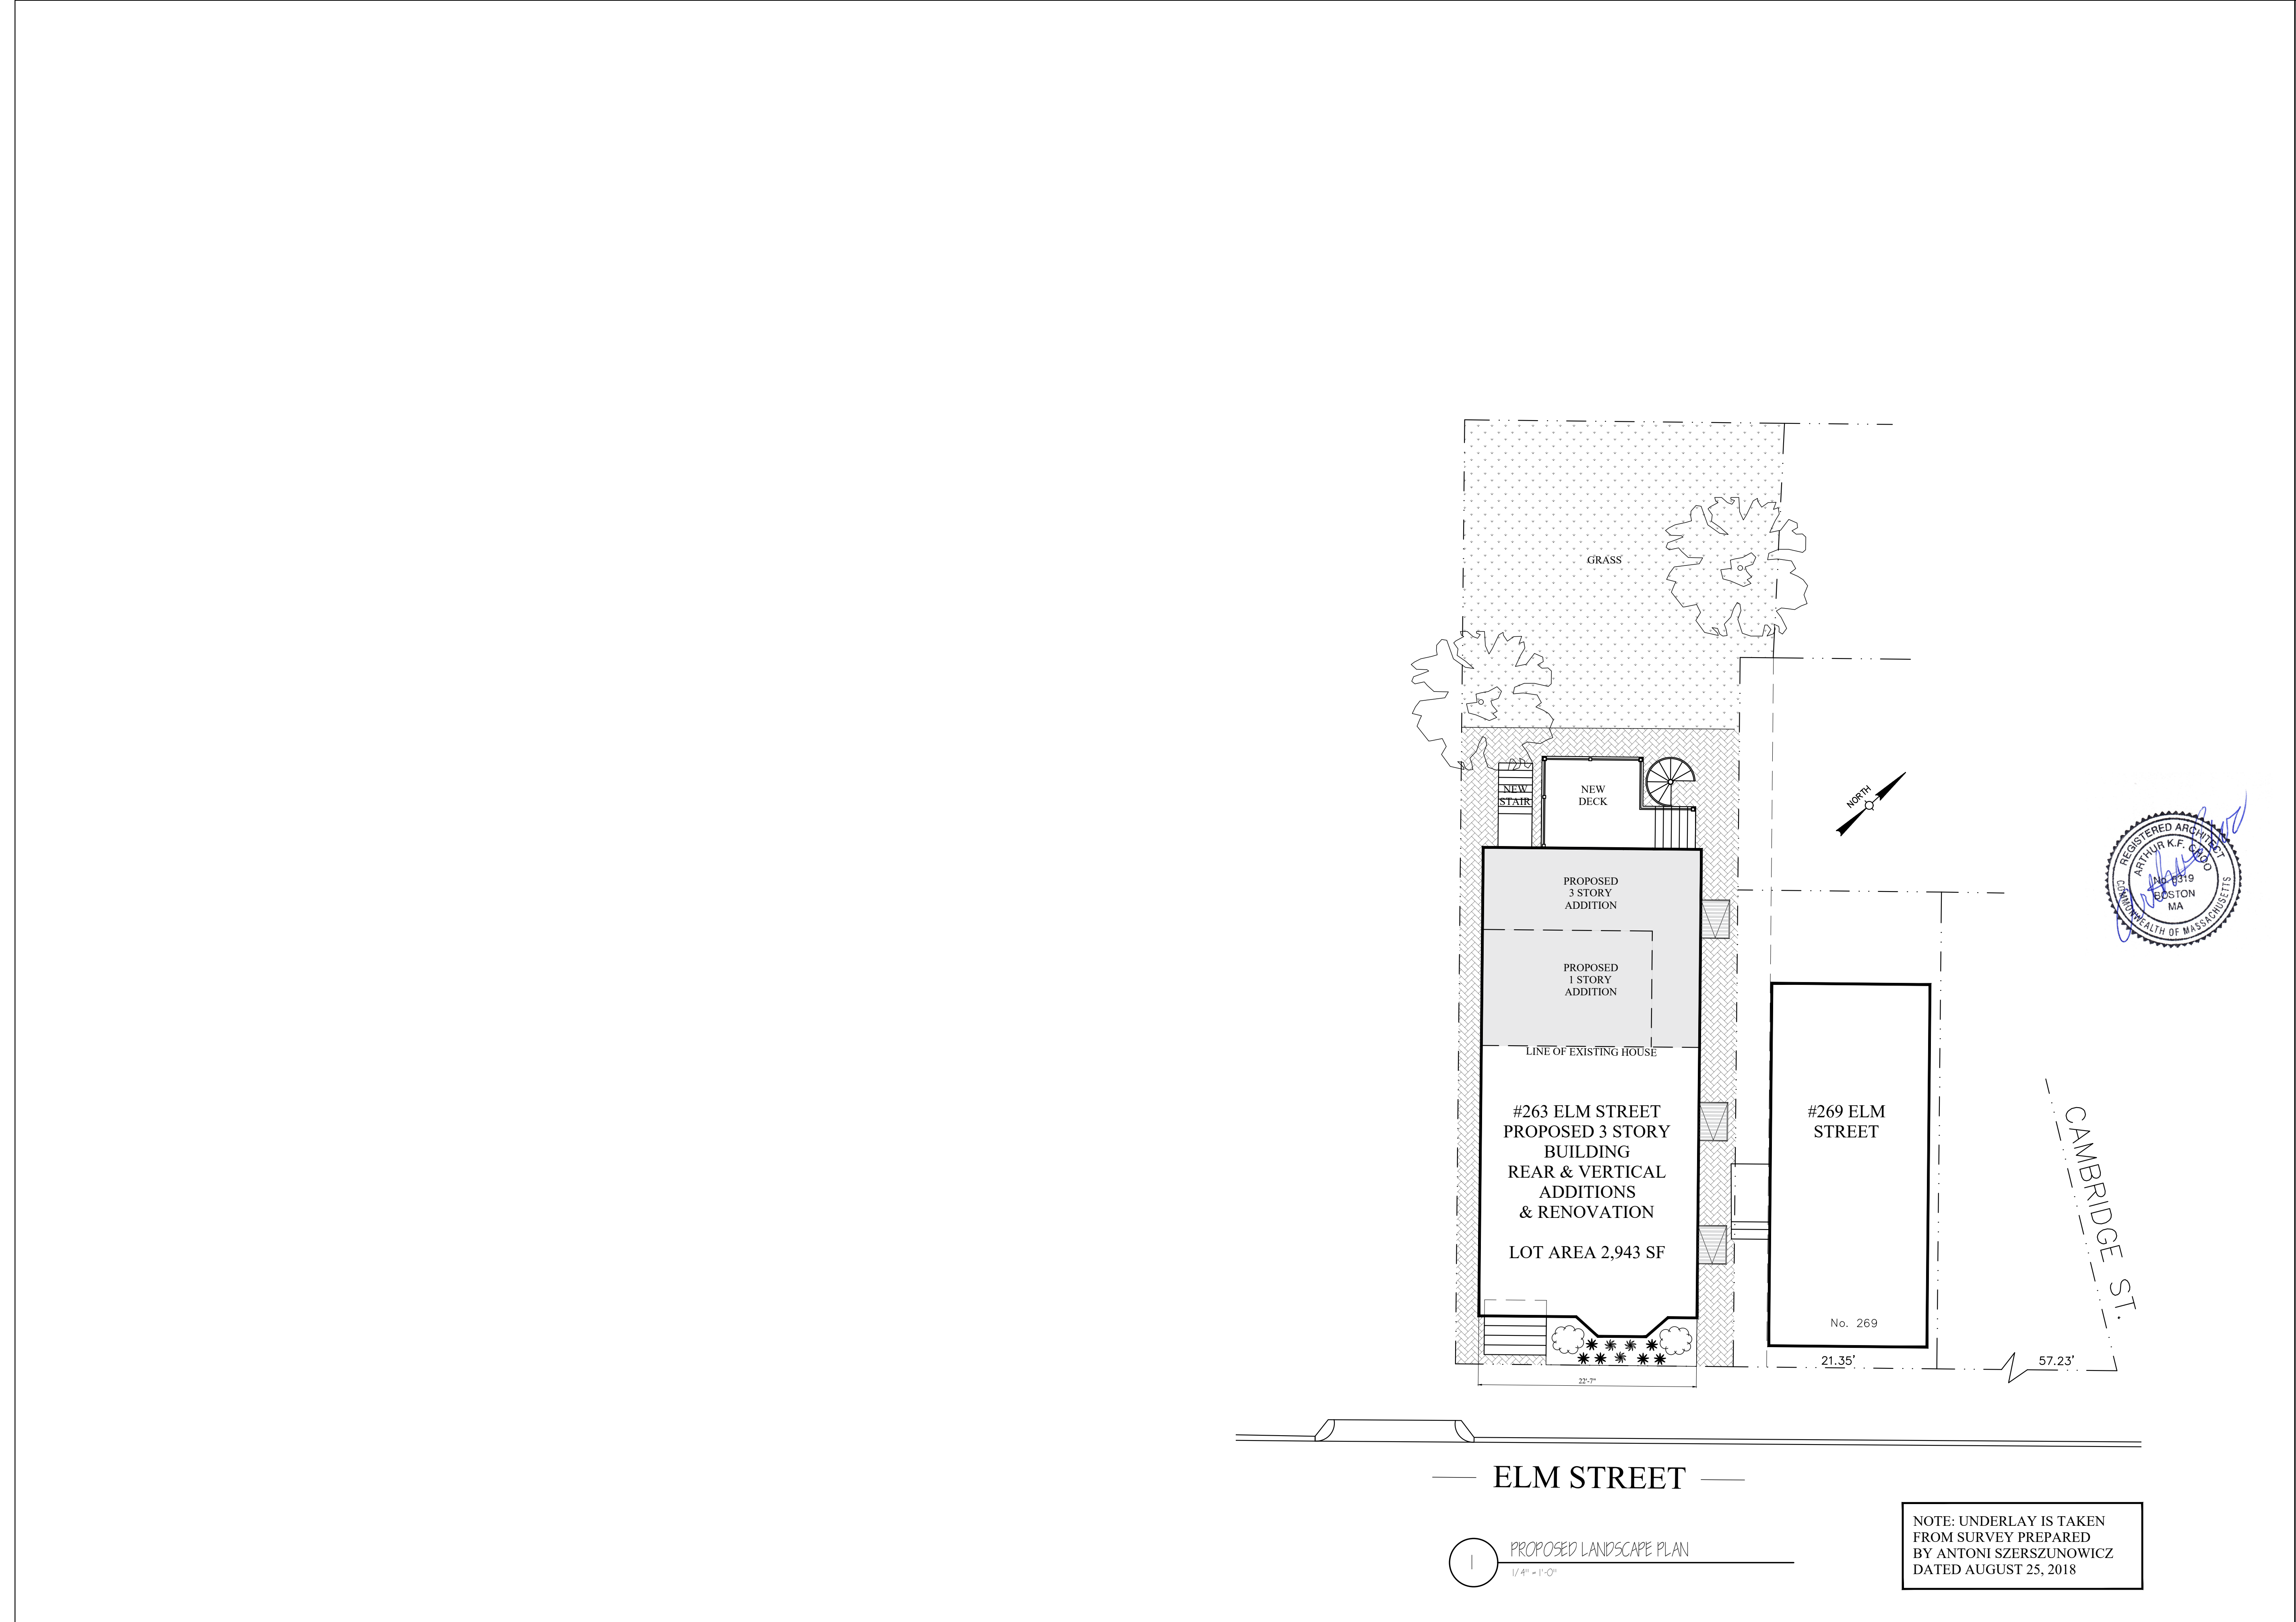 GRASS
NEW
STAIR
NEW
DECK
NORTH
REGISTERED ARCHITECT
ARTHUR K.F. CHOO
BOSTON
MA
COMMONWEALTH OF MASSACHUSETTS
PROPOSED
3 STORY
ADDITION
PROPOSED
1 STORY
ADDITION
LINE OF EXISTING HOUSE
#263 ELM STREET
PROPOSED 3 STORY
BUILDING
REAR & VERTICAL
ADDITIONS
& RENOVATION
LOT AREA 2,943 SF
#269 ELM
STREET
CAMBRIDGE ST.
No. 269
21.35'
57.23'
22'-7"
ELM STREET
1
PROPOSED LANDSCAPE PLAN
1/4" = 1'-0"
NOTE: UNDERLAY IS TAKEN
FROM SURVEY PREPARED
BY ANTONI SZERSZUNOWICZ
DATED AUGUST 25, 2018